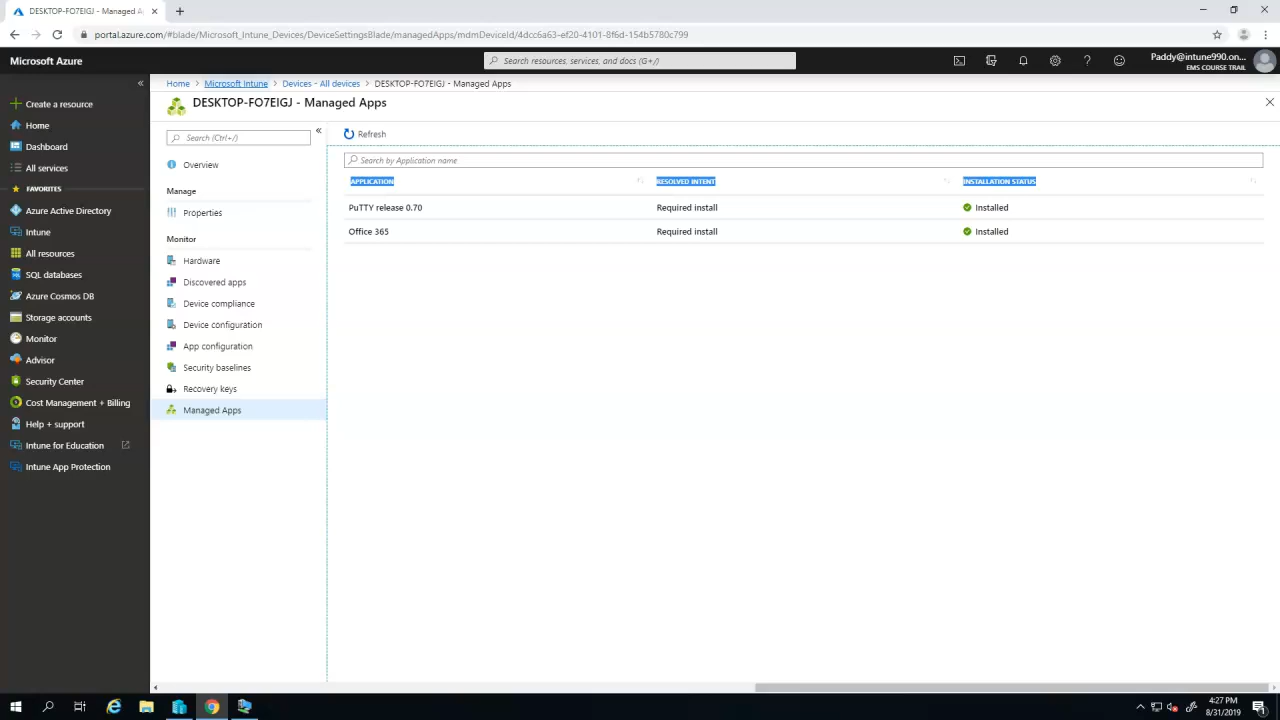 DESKTOP-FO7EIGJ - Managed Apps
portal.azure.com/#blade/Microsoft_Intune_Devices/DeviceSettingsBlade/managedApps/mdmDeviceId/4dcc6a63-ef20-4101-8f6d-154b5780c799
Microsoft Azure
Search resources, services, and docs (G+/)
Paddy@intune990.on...
EMS COURSE TRAIL
Create a resource
Home
Dashboard
All services
FAVORITES
Azure Active Directory
Intune
All resources
SQL databases
Azure Cosmos DB
Storage accounts
Monitor
Advisor
Security Center
Cost Management + Billing
Help + support
Intune for Education
Intune App Protection
Home > Microsoft Intune > Devices - All devices > DESKTOP-FO7EIGJ - Managed Apps
DESKTOP-FO7EIGJ - Managed Apps
Search (Ctrl+/)
Overview
Manage
Properties
Monitor
Hardware
Discovered apps
Device compliance
Device configuration
App configuration
Security baselines
Recovery keys
Managed Apps
Refresh
Search by Application name
APPLICATION RESOLVED INTENT INSTALLATION STATUS
PuTTY release 0.70 Required install Installed
Office 365 Required install Installed
4:27 PM
8/31/2019